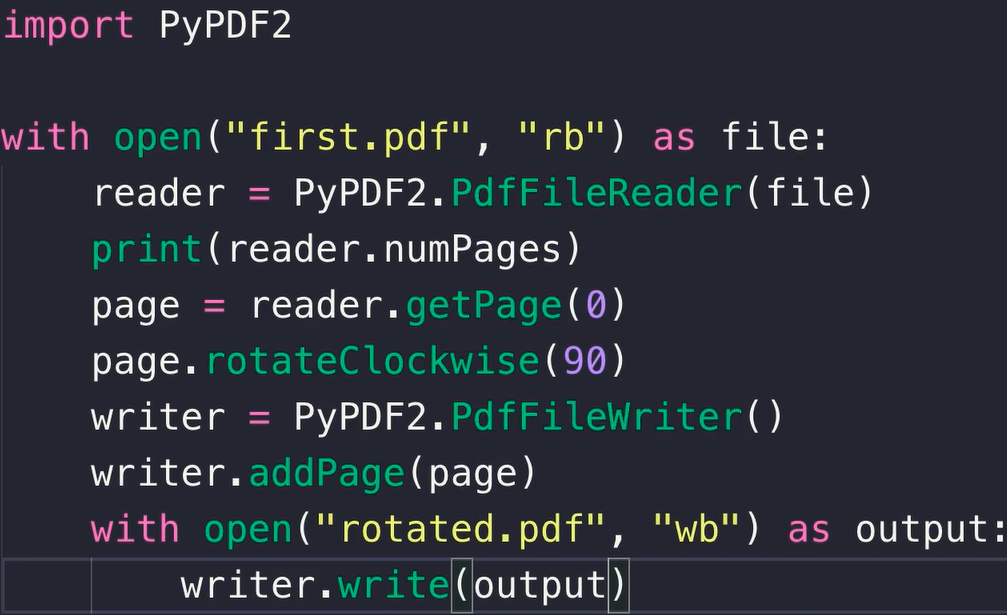 import PyPDF2
with open("first.pdf", "rb") as file:
    reader = PyPDF2.PdfFileReader(file)
    print(reader.numPages)
    page = reader.getPage(0)
    page.rotateClockwise(90)
    writer = PyPDF2.PdfFileWriter()
    writer.addPage(page)
    with open("rotated.pdf", "wb") as output:
        writer.write(output)